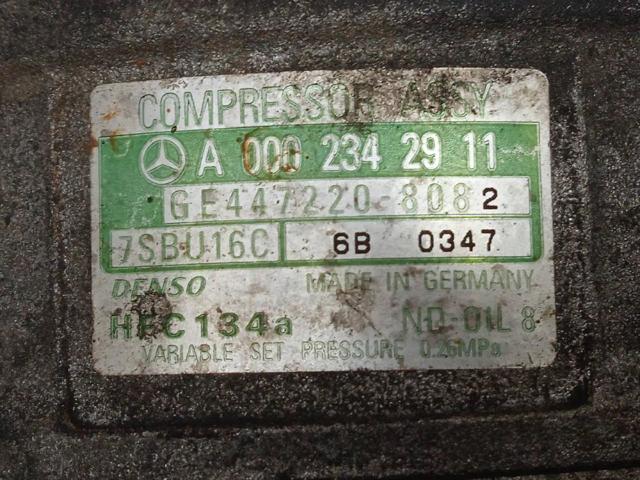 COMPRESSOR ASSY
A 000 234 29 11
GE447220-8082
7SBU16C 6B 0347
DENSO MADE IN GERMANY
HFC134a ND-OIL 8
VARIABLE SET PRESSURE 0.26MPa